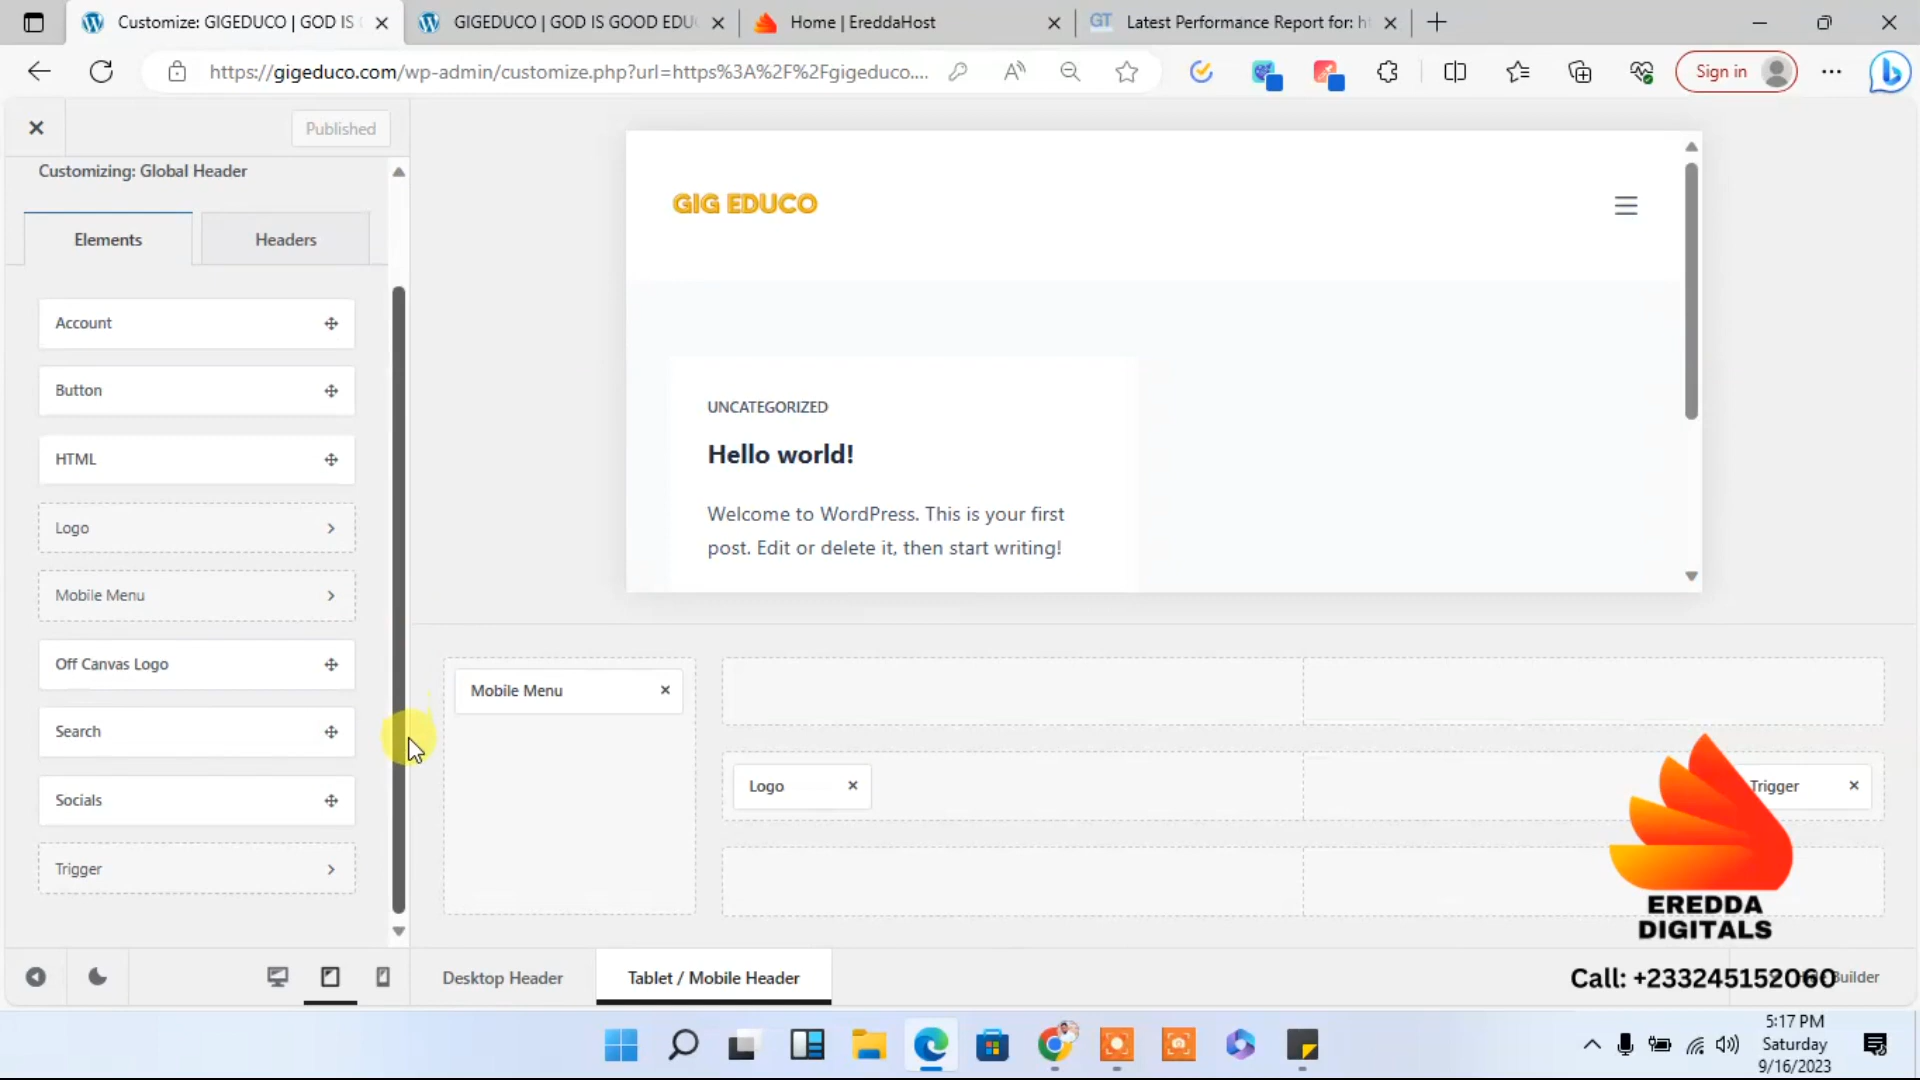 Customize: GIGEDUCO | GOD IS
GIGEDUCO | GOD IS GOOD EDU
Home | EreddaHost
GT
Latest Performance Report for: h
https://gigeduco.com/wp-admin/customize.php?url=https%3A%2F%2Fgigeduco....
Sign in
Published
Customizing: Global Header
Elements
Headers
Account
Button
HTML
Logo
Mobile Menu
Off Canvas Logo
Search
Socials
Trigger
GIG EDUCO
UNCATEGORIZED
Hello world!
Welcome to WordPress. This is your first
post. Edit or delete it, then start writing!
Mobile Menu
Logo
Trigger
EREDDA
DIGITALS
Call: +233245152060
Builder
Desktop Header
Tablet / Mobile Header
5:17 PM
Saturday
9/16/2023